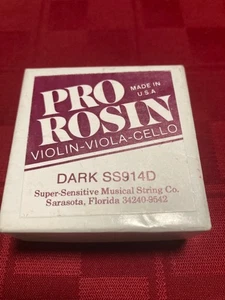 PRO
MADE IN
U.S.A.
ROSIN
VIOLIN-VIOLA-CELLO
DARK SS914D
Super-Sensitive Musical String Co.
Sarasota, Florida 34240-9542